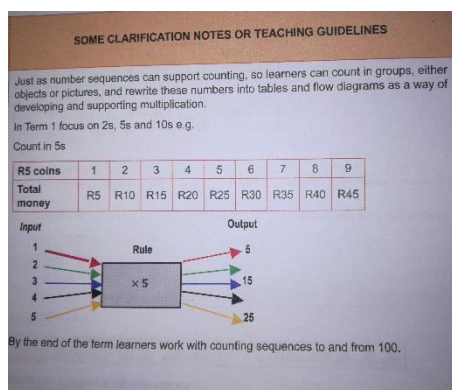 SOME CLARIFICATION NOTES OR TEACHING GUIDELINES
Just as number sequences can support counting, so learners can count in groups, either
objects or pictures, and rewrite these numbers into tables and flow diagrams as a way of
developing and supporting multiplication.
In Term 1 focus on 2s, 5s and 10s e.g.
Count in 5s
R5 coins 1 2 3 4 5 6 7 8 9
Total money R5 R10 R15 R20 R25 R30 R35 R40 R45
Input Output
1 Rule 5
2
3 × 5 15
4
5 25
By the end of the term learners work with counting sequences to and from 100.